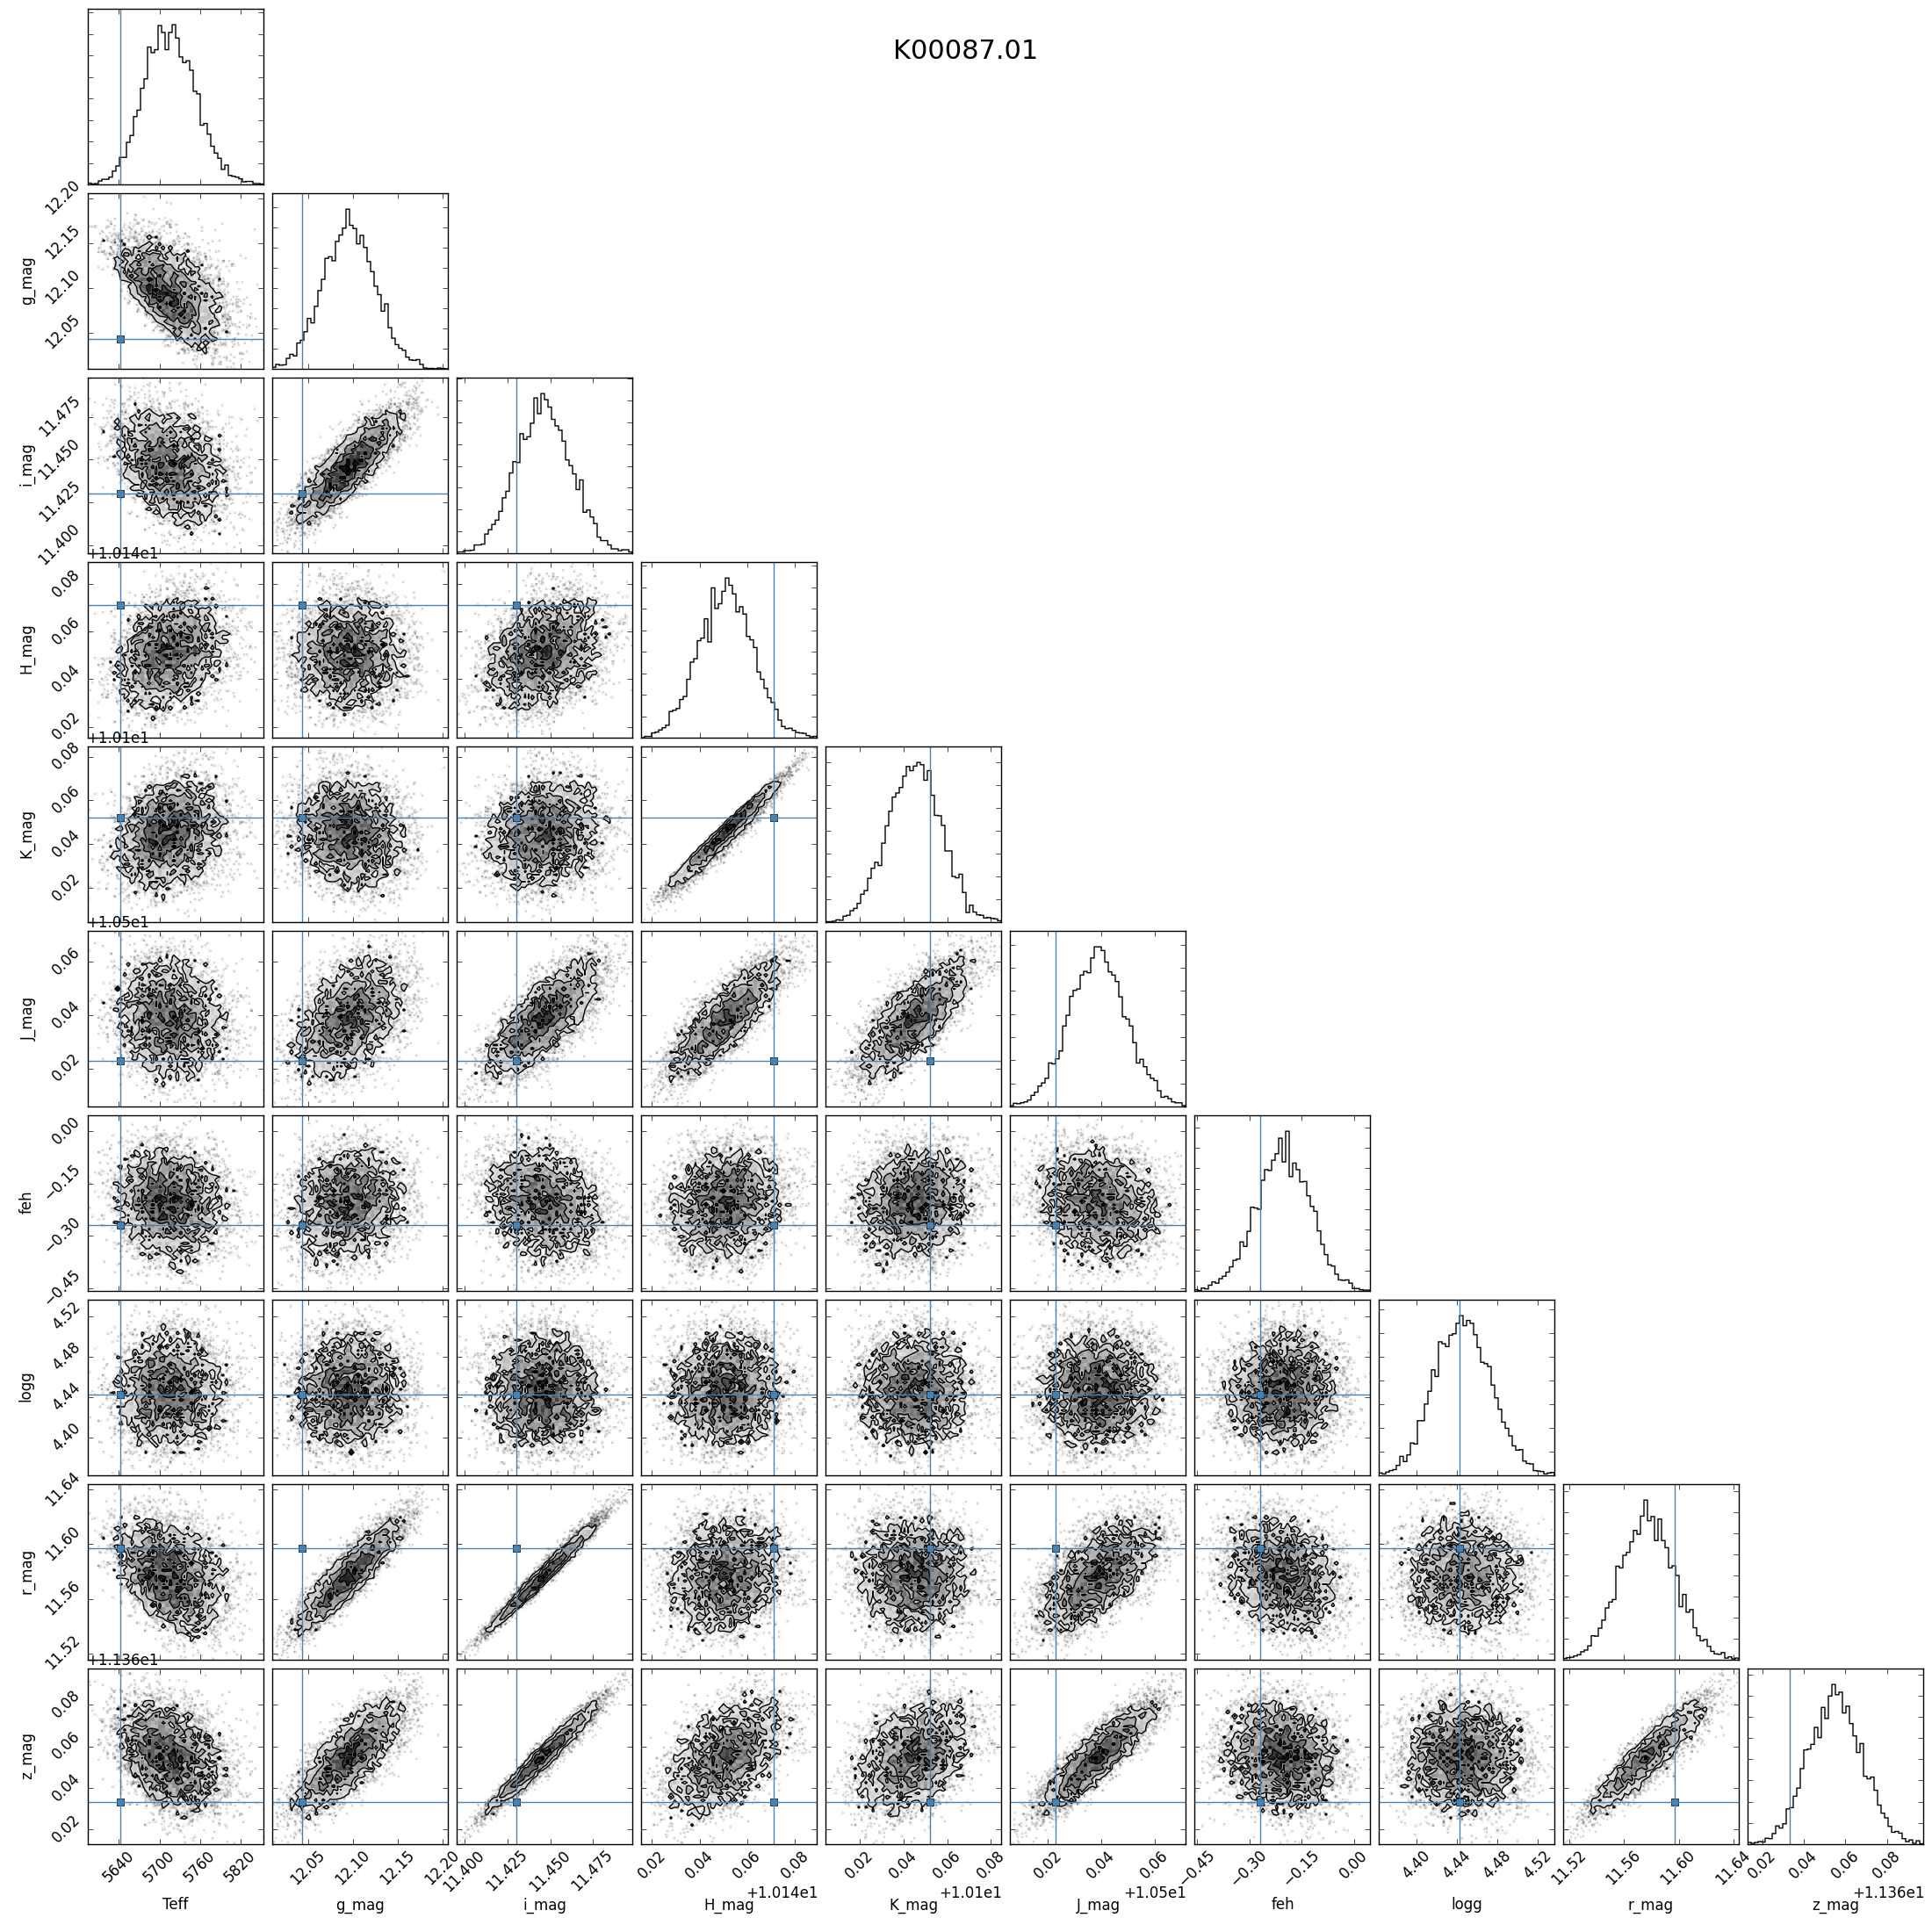 K00087.01
g_mag
12.20
12.15
12.10
12.05
i_mag
11.475
11.450
11.425
11.400
+1.014e1
H_mag
0.08
0.06
0.04
0.02
+1.01e1
K_mag
0.08
0.06
0.04
0.02
+1.05e1
J_mag
0.06
0.04
0.02
feh
0.00
−0.15
−0.30
−0.45
logg
4.52
4.48
4.44
4.40
r_mag
11.64
11.60
11.56
11.52
+1.136e1
z_mag
0.08
0.06
0.04
0.02
5640 5700 5760 5820
12.05 12.10 12.15 12.20
11.400 11.425 11.450 11.475
0.02 0.04 0.06 0.08
0.02 0.04 0.06 0.08
0.02 0.04 0.06
−0.45 −0.30 −0.15 0.00
4.40 4.44 4.48 4.52
11.52 11.56 11.60 11.64
0.02 0.04 0.06 0.08
+1.014e1 +1.01e1 +1.05e1 +1.136e1
Teff g_mag i_mag H_mag K_mag J_mag feh logg r_mag z_mag